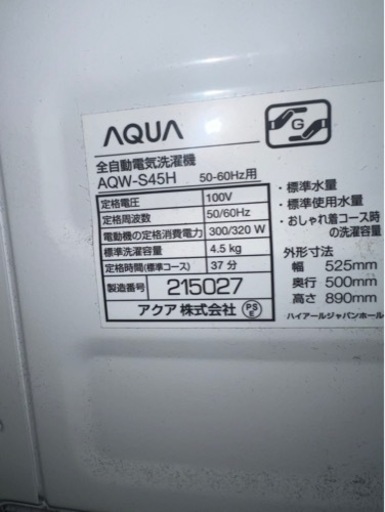 AQUA
G
全自動電気洗濯機
AQW-S45H 50-60Hz用
定格電圧 100V
定格周波数 50/60Hz
電動機の定格消費電力 300/320 W
標準洗濯容量 4.5 kg
定格時間(標準コース) 37 分
製造番号 215027
アクア 株式会社 PSE
・標準水量
・標準使用水量
・おしゃれ着コース時
の洗濯容量
外形寸法
幅 525mm
奥行 500mm
高さ 890mm
ハイアールジャパンホール